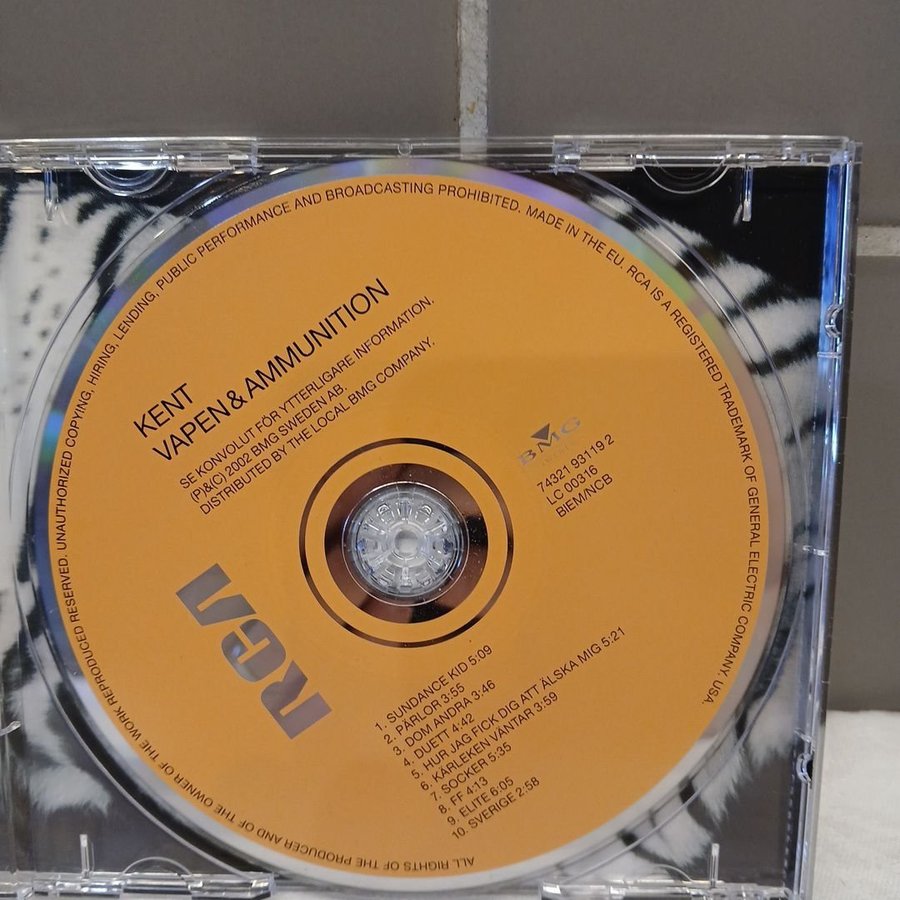 ALL RIGHTS OF THE PRODUCER AND OF THE OWNER OF THE WORK REPRODUCED RESERVED. UNAUTHORIZED COPYING, HIRING, LENDING, PUBLIC PERFORMANCE AND BROADCASTING PROHIBITED. MADE IN THE EU. RCA IS A REGISTERED TRADEMARK OF GENERAL ELECTRIC COMPANY USA.
KENT
VAPEN & AMMUNITION
SE KONVOLUT FÖR YTTERLIGARE INFORMATION.
(P)&(C) 2002 BMG SWEDEN AB.
DISTRIBUTED BY THE LOCAL BMG COMPANY.
BMG
74321 93119 2
LC 00316
BIEM/NCB
RCA
1. SUNDANCE KID 5:09
2. PÄRLOR 3:55
3. DOM ANDRA 3:46
4. DUETT 4:42
5. HUR JAG FICK DIG ATT ÄLSKA MIG 5:21
6. KÄRLEKEN VÄNTAR 3:59
7. SOCKER 5:35
8. FF 4:13
9. ELITE 6:05
10. SVERIGE 2:58